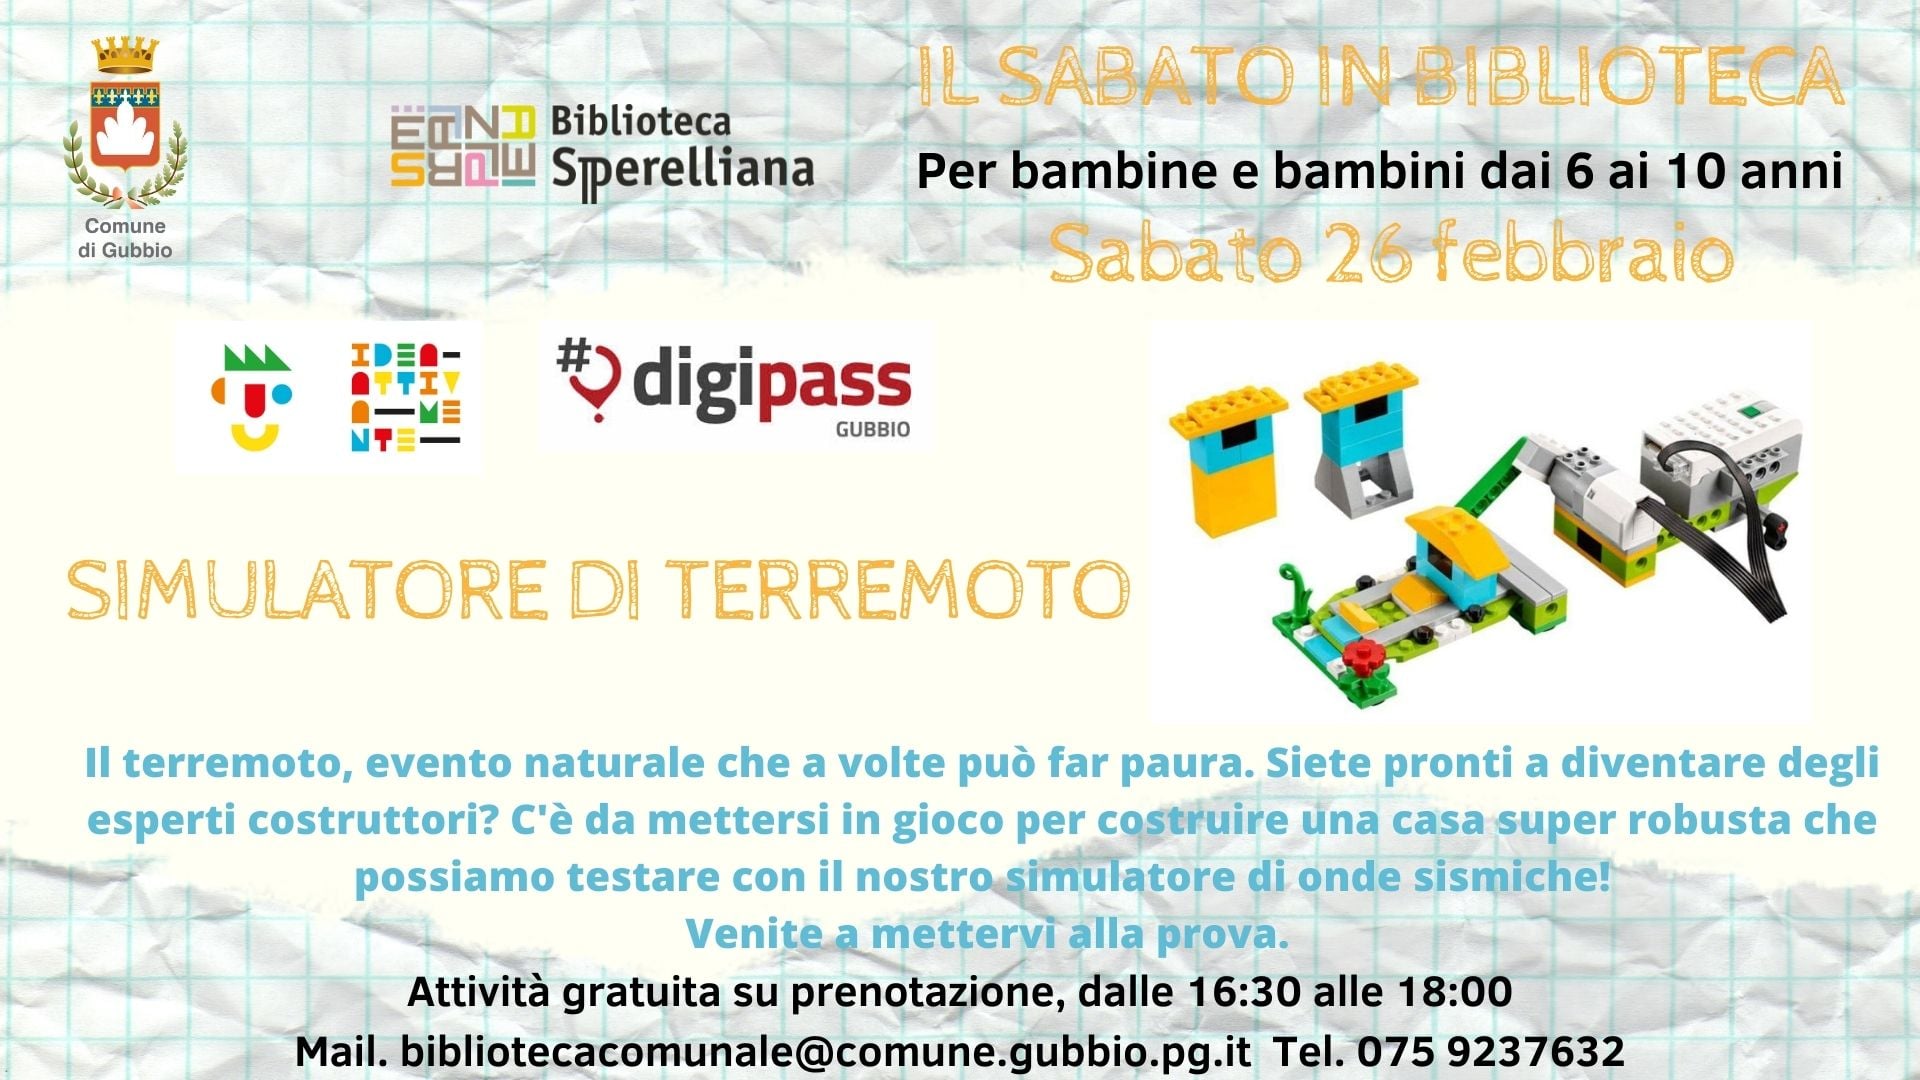 Comune
di Gubbio
Biblioteca
Sperelliana
IL SABATO IN BIBLIOTECA
Per bambine e bambini dai 6 ai 10 anni
Sabato 26 febbraio
IDEA-
ATTIV
A-ME
NTE-
#digipass
GUBBIO
SIMULATORE DI TERREMOTO
Il terremoto, evento naturale che a volte può far paura. Siete pronti a diventare degli
esperti costruttori? C'è da mettersi in gioco per costruire una casa super robusta che
possiamo testare con il nostro simulatore di onde sismiche!
Venite a mettervi alla prova.
Attività gratuita su prenotazione, dalle 16:30 alle 18:00
Mail. bibliotecacomunale@comune.gubbio.pg.it Tel. 075 9237632